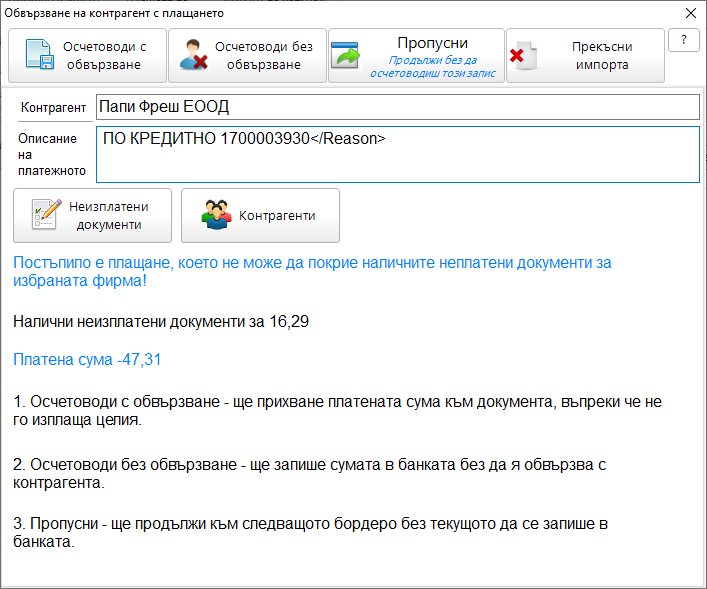 Обвързване на контрагент с плащането
Осчетоводи с
обвързване
Осчетоводи без
обвързване
Пропусни
Продължи без да
осчетоводиш този запис
Прекъсни
импорта
?
Контрагент
Папи Фреш ЕООД
Описание
на
платежното
ПО КРЕДИТНО 1700003930</Reason>
Неизплатени
документи
Контрагенти
Постъпило е плащане, което не може да покрие наличните неплатени документи за
избраната фирма!
Налични неизплатени документи за 16,29
Платена сума -47,31
1. Осчетоводи с обвързване - ще прихване платената сума към документа, въпреки че не
го изплаща целия.
2. Осчетоводи без обвързване - ще запише сумата в банката без да я обвързва с
контрагента.
3. Пропусни - ще продължи към следващото бордеро без текущото да се запише в
банката.